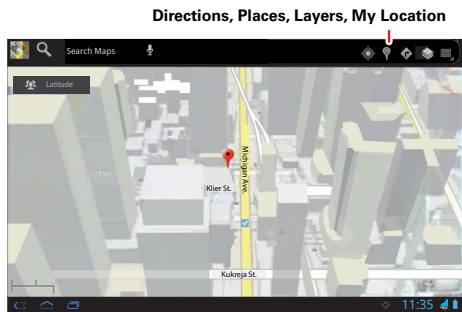 Directions, Places, Layers, My Location
Search Maps
Latitude
Michigan Ave.
Klier St.
Kukreja St.
11:35